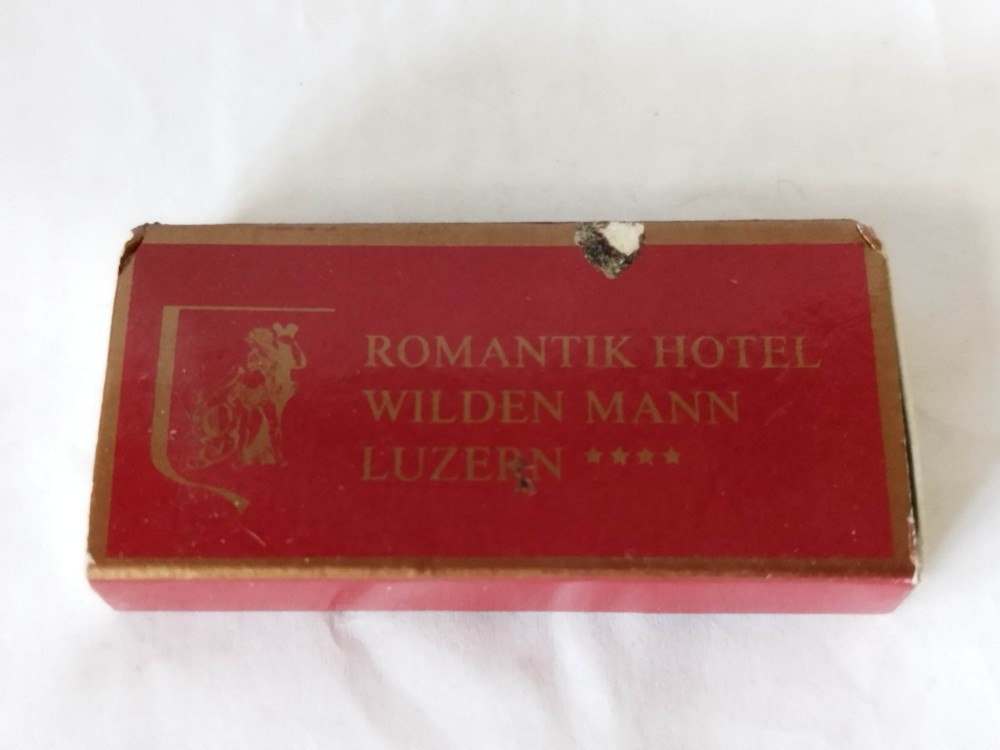 ROMANTIK HOTEL
WILDEN MANN
LUZERN ★★★★